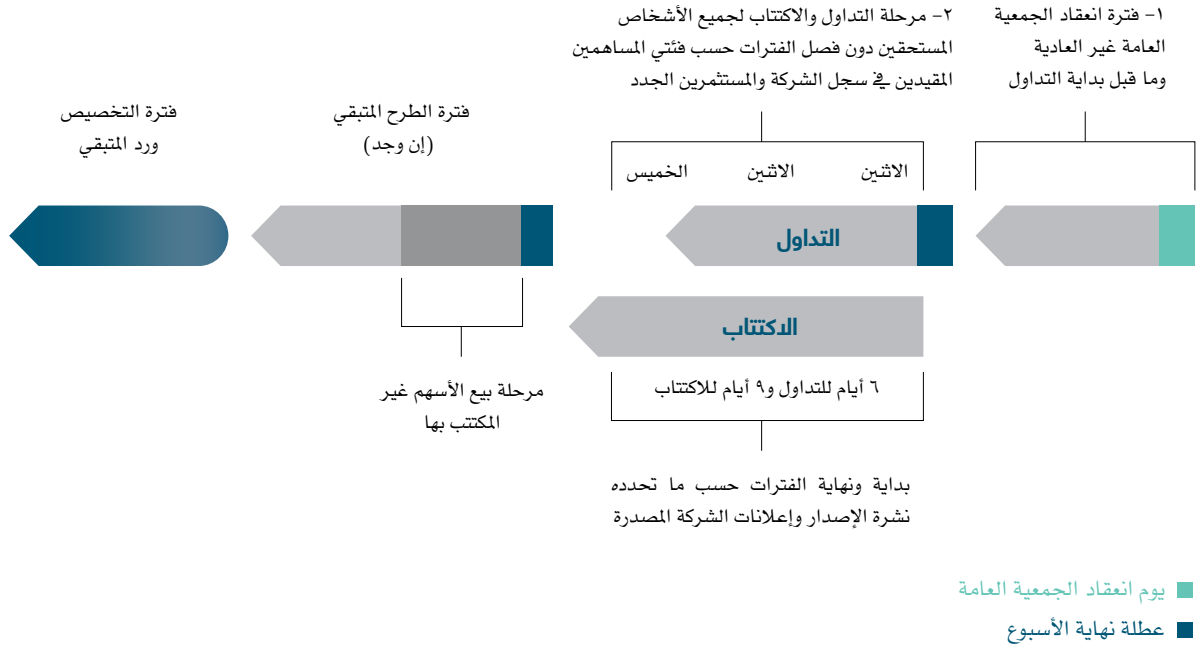 ١- فترة انعقاد الجمعية
العامة غير العادية
وما قبل بداية التداول
٢- مرحلة التداول والاكتتاب لجميع الأشخاص
المستحقين دون فصل الفترات حسب فئتي المساهمين
المقيدين في سجل الشركة والمستثمرين الجدد
فترة الطرح المتبقي
(إن وجد)
فترة التخصيص
ورد المتبقي
الاثنين
الاثنين
الخميس
التداول
الاكتتاب
٦ أيام للتداول و٩ أيام للاكتتاب
مرحلة بيع الأسهم غير
المكتتب بها
بداية ونهاية الفترات حسب ما تحدده
نشرة الإصدار وإعلانات الشركة المصدرة
يوم انعقاد الجمعية العامة
عطلة نهاية الأسبوع